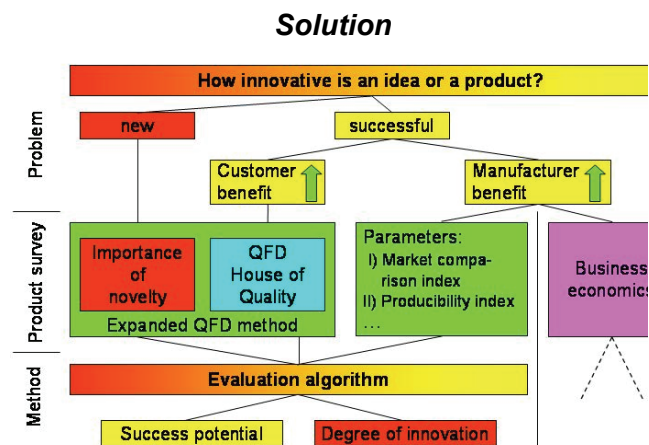 Solution
How innovative is an idea or a product?
new
successful
Problem
Customer
benefit
Manufacturer
benefit
Product survey
Importance
of
novelty
QFD
House of
Quality
Expanded QFD method
Parameters:
I) Market compa-
rison index
II) Producibility index
...
Business
economics
Method
Evaluation algorithm
Success potential
Degree of innovation